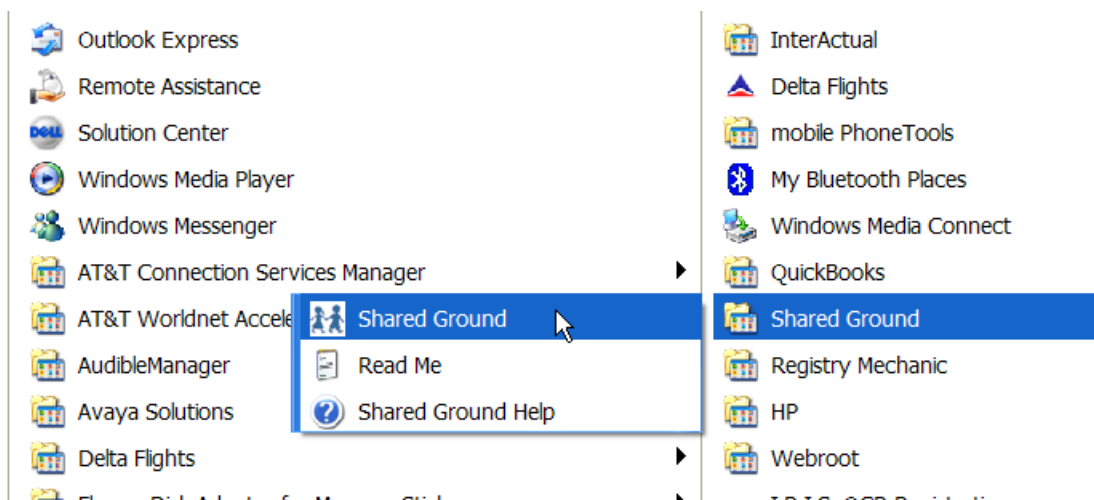 Outlook Express
Remote Assistance
DELL Solution Center
Windows Media Player
Windows Messenger
AT&T Connection Services Manager
AT&T Worldnet Accele
AudibleManager
Avaya Solutions
Delta Flights
Shared Ground
Read Me
Shared Ground Help
InterActual
Delta Flights
mobile PhoneTools
My Bluetooth Places
Windows Media Connect
QuickBooks
Shared Ground
Registry Mechanic
HP
Webroot